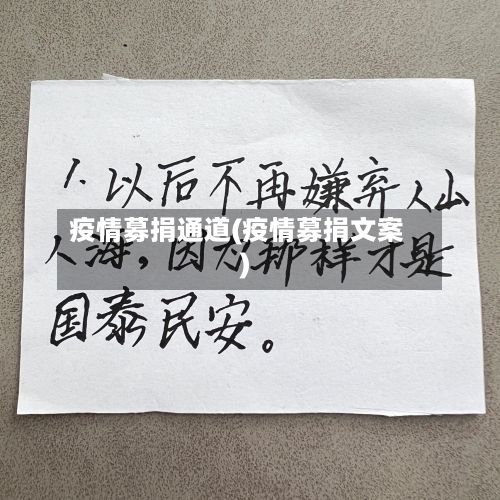 1. 以后不再嫌弃人山
人海，因为那样才是
国泰民安。
疫情募捐通道(疫情募捐文案
)